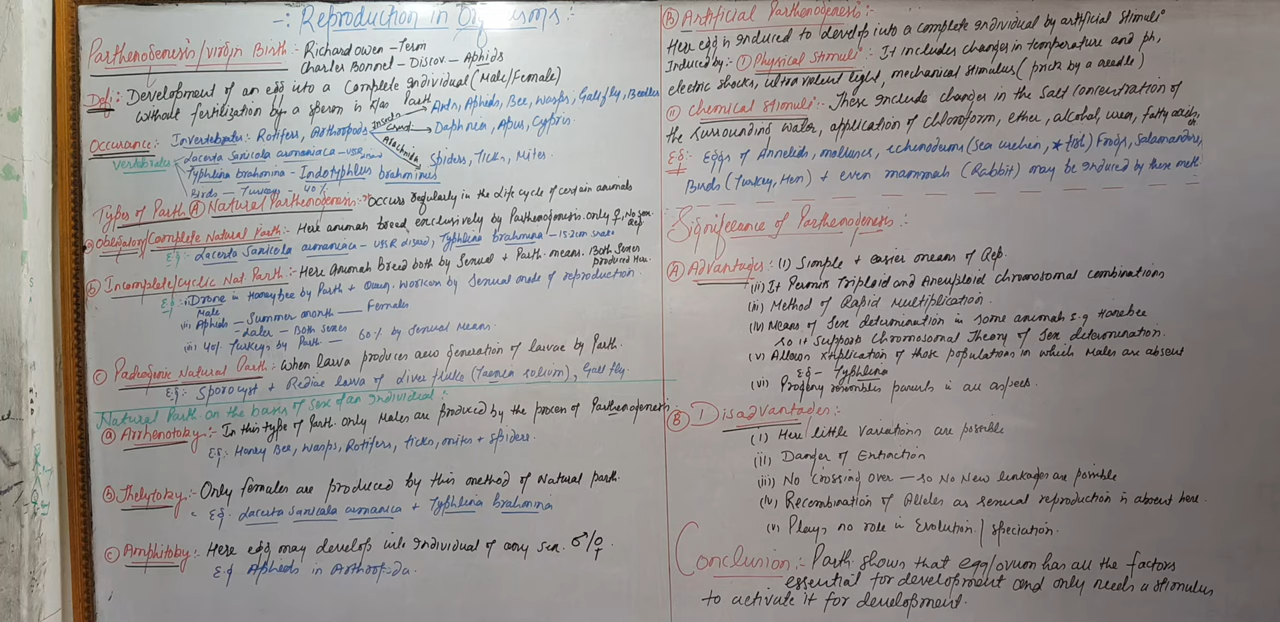 -: Reproduction in Organisms :-
Parthenogenesis/virgin Birth :- Richard Owen - Term
Charles Bonnet - Discov - Aphids
Def: Development of an egg into a Complete Individual (Male/Female)
without fertilization by a sperm is k/as Parth
Occurance: Invertebrates: Rotifers, Arthropods
Insects Ants, Aphids, Bee, Wasps, Gallfly, Beetles
Crust Daphnia, Apus, Cypris
Arachnida Spiders, Ticks, Mites
vertebrates Lacerta Sanicola armaniaca - USSR
Typhlina brahmina - Indotyphlus brahminus
Birds - Turkeys - 40%
Types of Parth (A) Natural Parthenogenesis :- Occurs regularly in the Life cycle of certain animals
(a) Obligatory/Complete Natural Parth :- Here animals breed exclusively by Parthenogenesis. only ♀, No sex. Rep
E.g. Lacerta Sanicola armaniaca - USSR lizard, Typhlina brahmina - 15.2cm snake
(b) Incomplete/cyclic Nat. Parth :- Here Animals Breed both by Sexual + Parth. means. Both Sexes produced Here.
E.g. :i) Drone in Honeybee by Parth + Queen, workers by Sexual mode of reproduction
Male
ii) Aphids - Summer month - Females
- Later - Both sexes
iii) 40% Turkeys by Parth - 60% by Sexual Means.
(c) Paedogenic Natural Parth :- when larva produces new generation of larvae by Parth.
E.g: Sporocyst + Rediae larva of liver fluke (Taenia solium), Gall fly.
Natural Parth. on the basis of Sex of an Individual :-
(a) Arrhenotoky :- In this type of Parth. only Males are produced by the process of Parthenogenesis
E.g:- Honey Bee, Wasps, Rotifers, ticks, mites + spiders.
(b) Thelytoky :- Only females are produced by this method of Natural parth.
E.g. Lacerta Sanicola armanica + Typhlina brahmina
(c) Amphitoky :- Here egg may develop into Individual of any Sex. ♂/♀.
E.g Aphids in Arthropoda.
(B) Artificial Parthenogenesis :-
Here egg is induced to develop into a complete Individual by artificial Stimuli
Induced by:- (i) Physical Stimuli :- It includes changes in temperature and ph,
electric shocks, ultraviolent light, mechanical stimulus (prick by a needle)
(ii) Chemical Stimuli :- These Include changes in the Salt concentration of
the surrounding water, application of chloroform, ether, alcohal, urea, fatty acids,
E.g: Eggs of Annelids, molluscs, echinoderms (Sea urchen, ★ fish) Frogs, Salamanders,
Birds (Turkey, Hen) + even mammals (Rabbit) may be Induced by these meth.
Significance of Parthenogenesis :-
(A) Advantages :- (i) Simple + easier means of Rep.
(ii) It Permits Triploid and Aneuploid chromosomal combinations
(iii) Method of Rapid Multiplication.
(iv) Means of Sex determination in some animals e.g Honeybee
so it Supports Chromosomal Theory of Sex determination.
(v) Allows xtiplication of those populations in which Males are absent
Eg - Typhlina
(vi) Progeny resembles parents in all aspects.
(B) Disadvantages :-
(i) Here little variations are possible
(iii) Danger of Extinction
(ii) No Crossing Over - so No New linkages are possible
(iv) Recombination of Alleles as sexual reproduction is absent here.
(v) Plays no role in Evolution/Speciation.
Conclusion :- Parth. shows that egg/ovum has all the factors
essential for development and only needs a stimulus
to activate it for development.